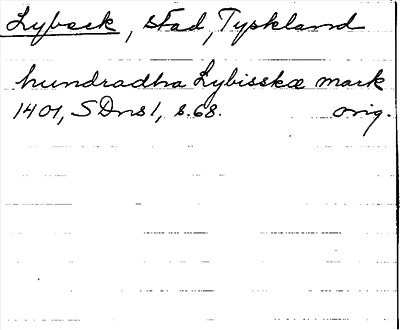 Lybeck, stad, Tyskland
hundradha Lybisskæ mark
1401, SDns1, s.68. orig.